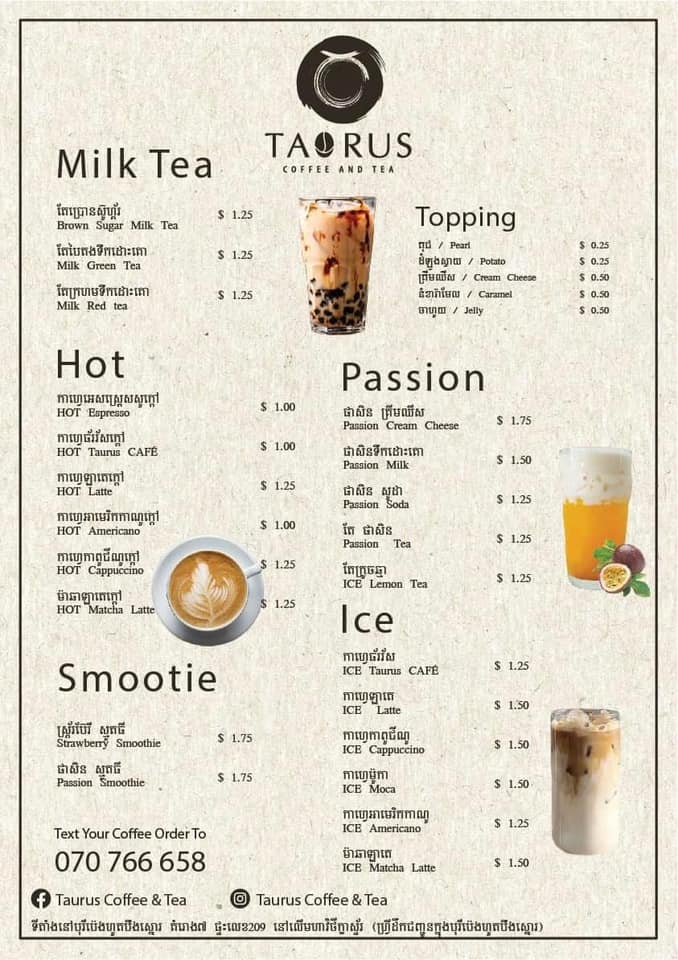 TAURUS
COFFEE AND TEA
Milk Tea
តែប្រោនស៊ូហ្គ័រ
Brown Sugar Milk Tea $ 1.25
តែបៃតងទឹកដោះគោ
Milk Green Tea $ 1.25
តែក្រហមទឹកដោះគោ
Milk Red tea $ 1.25
Topping
គុជ / Pearl $ 0.25
ដំឡូងស្វាយ / Potato $ 0.25
គ្រីមឈីស / Cream Cheese $ 0.50
នំខារ៉ាមែល / Caramel $ 0.50
ចាហួយ / Jelly $ 0.50
Hot
កាហ្វេអេសស្ប្រេសសូក្តៅ
HOT Espresso $ 1.00
កាហ្វេធ័រវ័សក្តៅ
HOT Taurus CAFÉ $ 1.00
កាហ្វេឡាតេក្តៅ
HOT Latte $ 1.25
កាហ្វេអាមេរិកកាណូក្តៅ
HOT Americano $ 1.00
កាហ្វេកាពូជីណូក្តៅ
HOT Cappuccino $ 1.25
ម៉ាឆាឡាតេក្តៅ
HOT Matcha Latte $ 1.25
Passion
ផាសិន គ្រីមឈីស
Passion Cream Cheese $ 1.75
ផាសិនទឹកដោះគោ
Passion Milk $ 1.50
ផាសិន សូដា
Passion Soda $ 1.25
តែ ផាសិន
Passion Tea $ 1.25
តែក្រូចឆ្មា
ICE Lemon Tea $ 1.25
Ice
កាហ្វេធ័រវ័ស
ICE Taurus CAFÉ $ 1.25
កាហ្វេឡាតេ
ICE Latte $ 1.50
កាហ្វេកាពូជីណូ
ICE Cappuccino $ 1.50
កាហ្វេម៉ូកា
ICE Moca $ 1.50
កាហ្វេអាមេរិកកាណូ
ICE Americano $ 1.25
ម៉ាឆាឡាតេ
ICE Matcha Latte $ 1.50
Smootie
ស្ត្រ័របែរី ស្មូតធី
Strawberry Smoothie $ 1.75
ផាសិន ស្មូតធី
Passion Smoothie $ 1.75
Text Your Coffee Order To
070 766 658
Taurus Coffee & Tea
Taurus Coffee & Tea
ទីតាំងនៅបុរីប៉េងហួតបឹងស្នោរ គំរោង៧ ផ្ទះលេខ209 នៅលើមហាវិថីក្លាស្ទ័រ (ហ្វ្រីដឹកជញ្ជូនក្នុងបុរីប៉េងហួតបឹងស្នោរ)